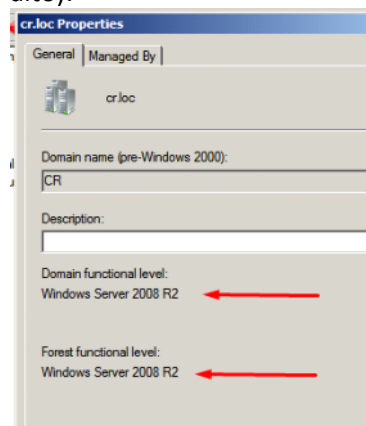 cr.loc Properties
General
Managed By
cr.loc
Domain name (pre-Windows 2000):
CR
Description:
Domain functional level:
Windows Server 2008 R2
Forest functional level:
Windows Server 2008 R2